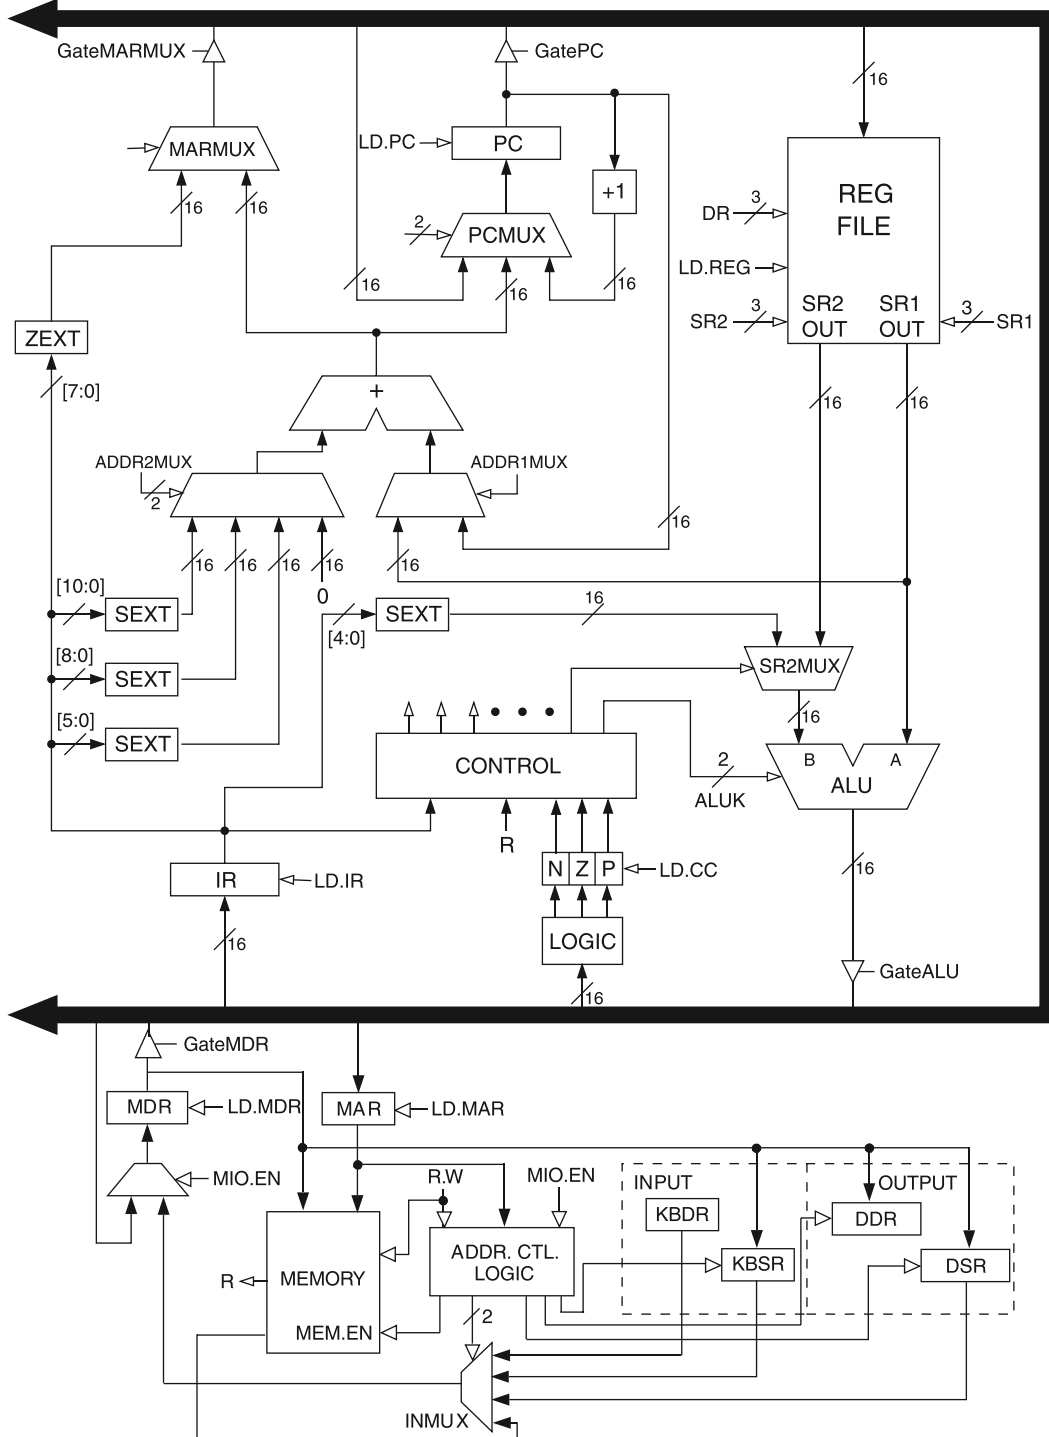 GateMARMUX
GatePC
16
LD.PC
PC
MARMUX
+1
REG
FILE
3
DR
16
16
2
PCMUX
LD.REG
16
16
16
SR2
OUT
SR1
OUT
3
SR2
3
SR1
ZEXT
[7:0]
+
16
16
ADDR2MUX
2
ADDR1MUX
16
16
16
16
16
16
0
[10:0]
SEXT
[4:0]
SEXT
16
[8:0]
SEXT
SR2MUX
[5:0]
SEXT
16
CONTROL
B
A
ALU
2
ALUK
R
IR
LD.IR
N
Z
P
LD.CC
16
16
LOGIC
16
GateALU
GateMDR
MDR
LD.MDR
MAR
LD.MAR
MIO.EN
R.W
MIO.EN
INPUT
OUTPUT
KBDR
DDR
ADDR. CTL.
LOGIC
KBSR
DSR
R
MEMORY
MEM.EN
2
INMUX